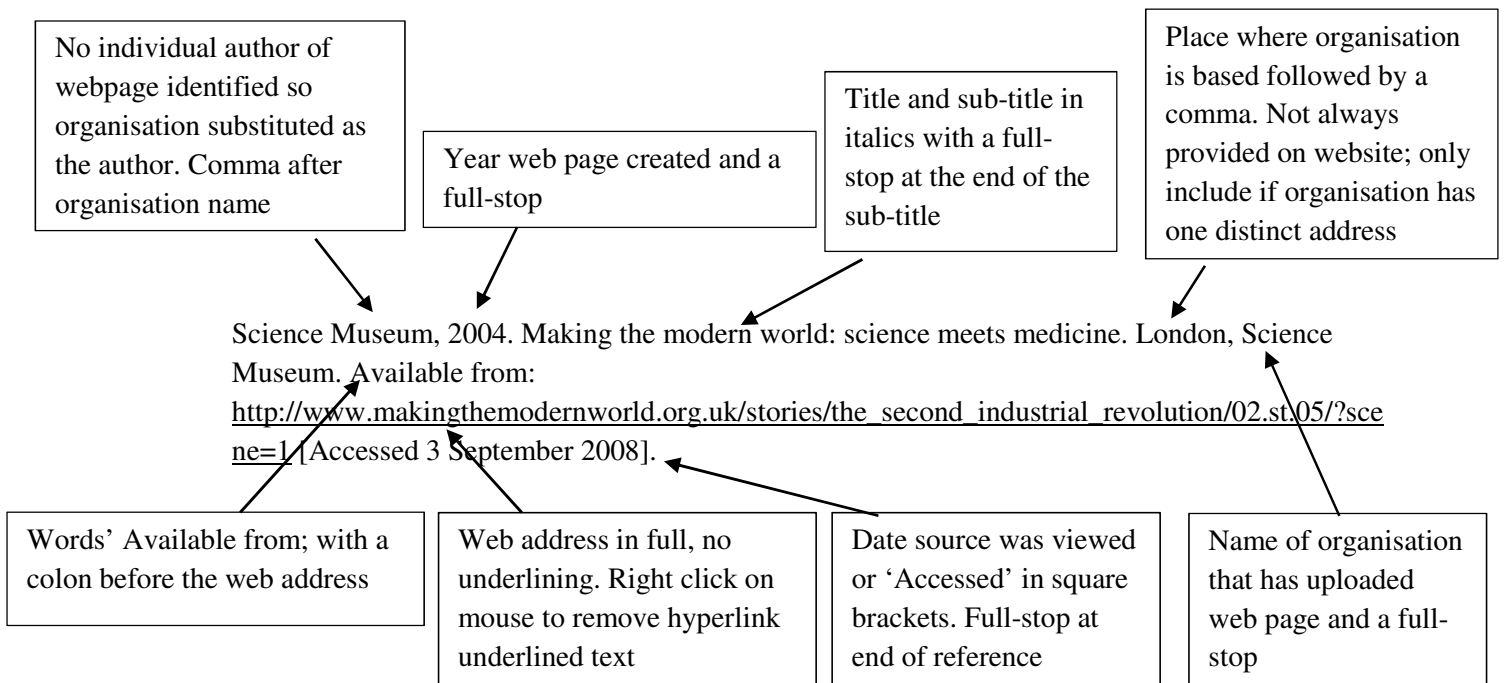 No individual author of
webpage identified so
organisation substituted as
the author. Comma after
organisation name
Year web page created and a
full-stop
Title and sub-title in
italics with a full-
stop at the end of the
sub-title
Place where organisation
is based followed by a
comma. Not always
provided on website; only
include if organisation has
one distinct address
Science Museum, 2004. Making the modern world: science meets medicine. London, Science
Museum. Available from:
http://www.makingthemodernworld.org.uk/stories/the_second_industrial_revolution/02.st.05/?sce
ne=1 [Accessed 3 September 2008].
Words’ Available from; with a
colon before the web address
Web address in full, no
underlining. Right click on
mouse to remove hyperlink
underlined text
Date source was viewed
or ‘Accessed’ in square
brackets. Full-stop at
end of reference
Name of organisation
that has uploaded
web page and a full-
stop